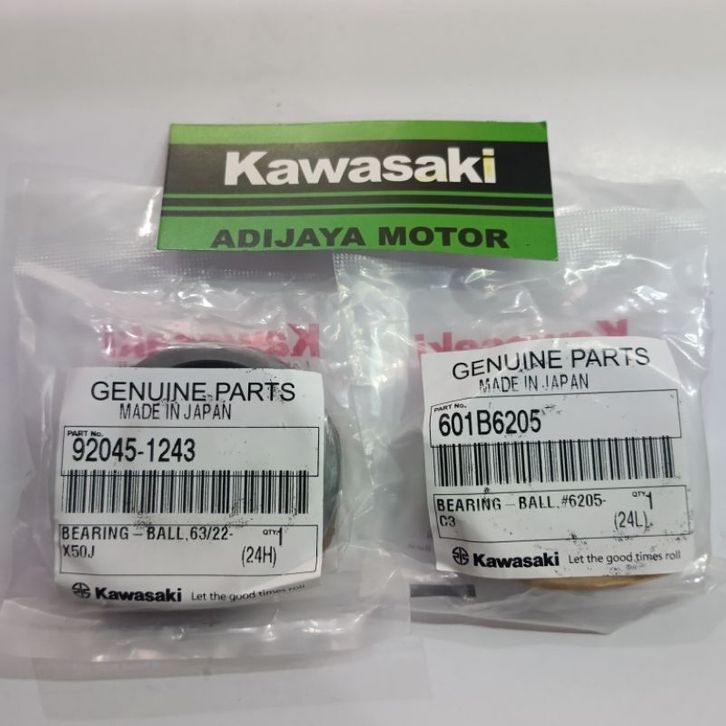 Kawasaki
ADIJAYA MOTOR
Kawasaki
Kawasaki
GENUINE PARTS
MADE IN JAPAN
PART No.
92045-1243
BEARING-BALL,63/22-
X50J
QTY.
1
(24H)
Kawasaki Let the good times roll
GENUINE PARTS
MADE IN JAPAN
PART No.
601B6205
BEARING-BALL,#6205-
C3
QTY.
1
(24L)
Kawasaki Let the good times roll